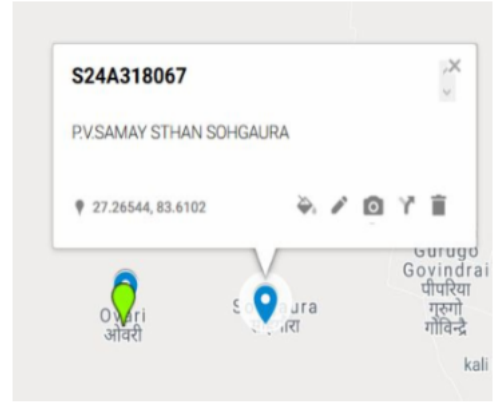 S24A318067
P.V.SAMAY STHAN SOHGAURA
27.26544, 83.6102
Gurugo
Govindrai
पीपरिया
गुरुगो
गोविन्द्रै
kali
ओवरी